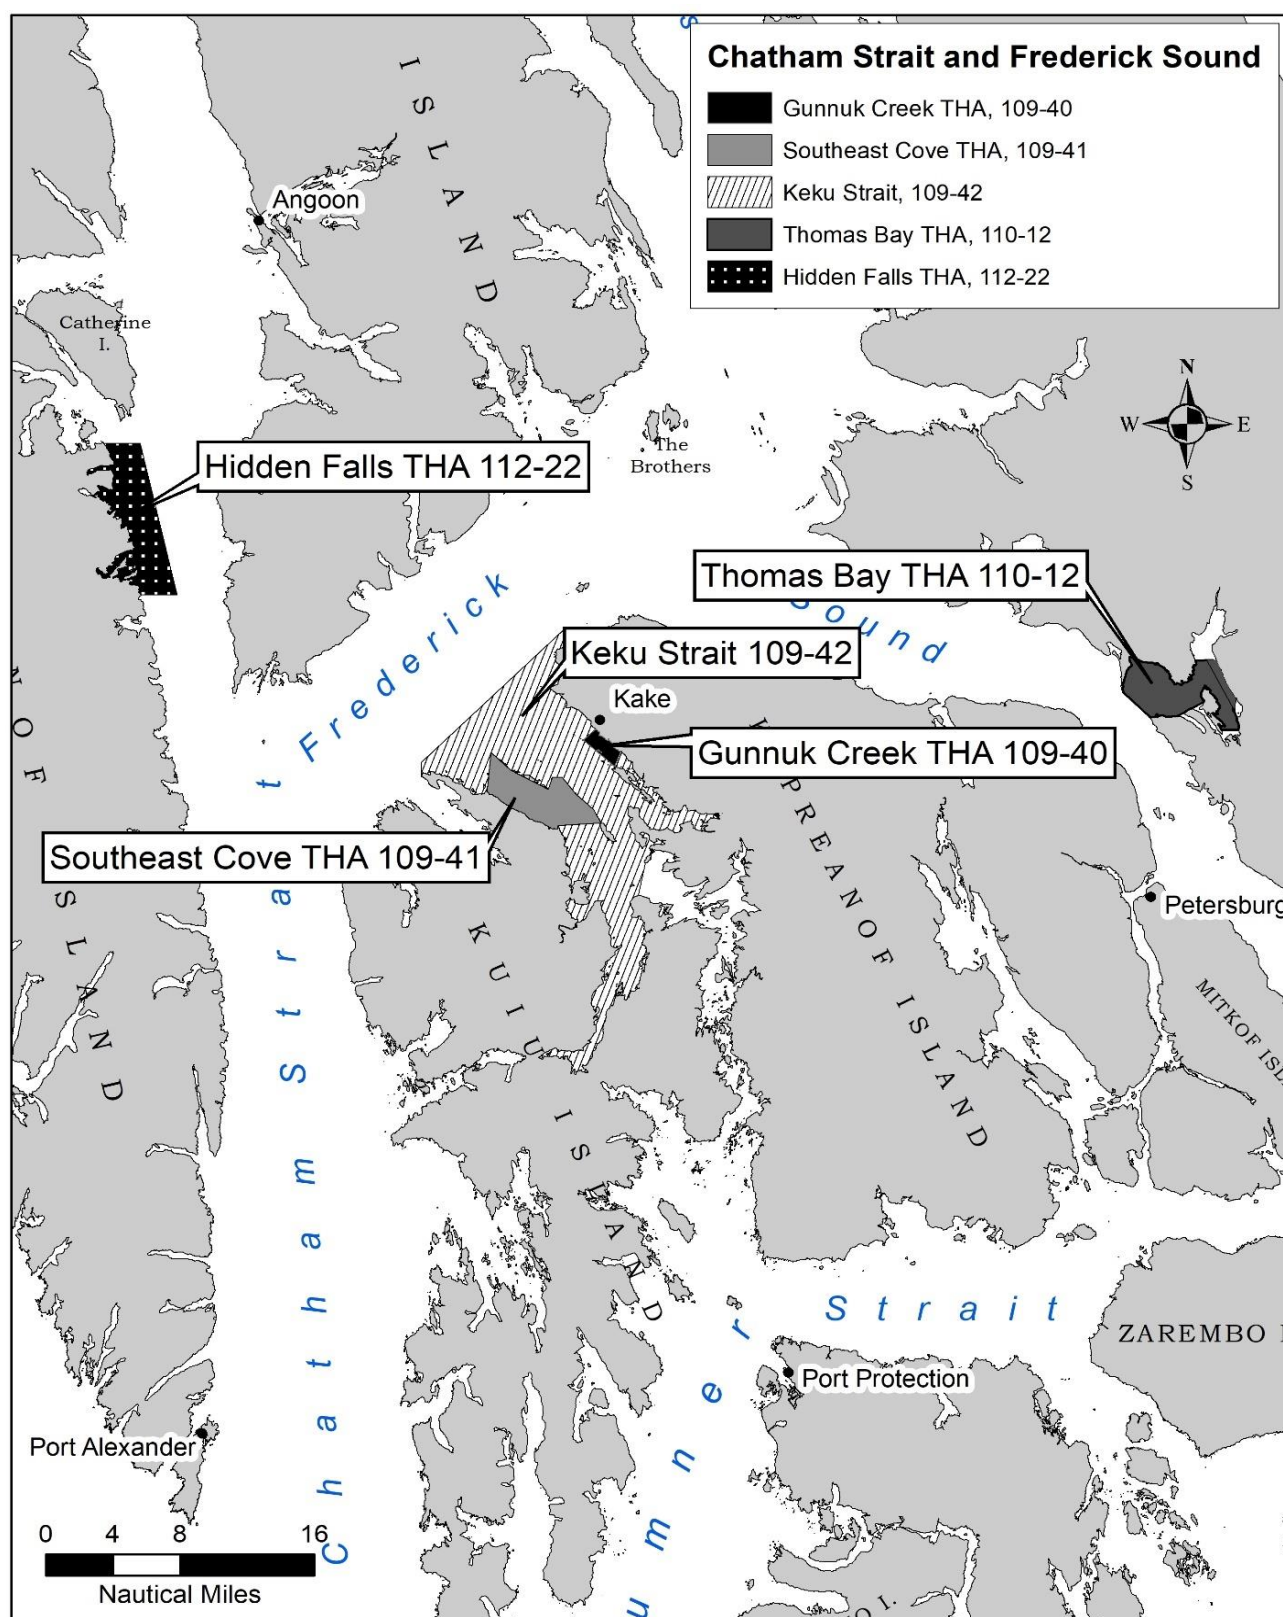 Chatham Strait and Frederick Sound
Gunnuk Creek THA, 109-40
Southeast Cove THA, 109-41
Keku Strait, 109-42
Thomas Bay THA, 110-12
Hidden Falls THA, 112-22
s
ISLAND
Angoon
Catherine
I.
N
W
E
S
The
Brothers
Hidden Falls THA 112-22
Thomas Bay THA 110-12
Frederick Sound
Keku Strait 109-42
Kake
Gunnuk Creek THA 109-40
Southeast Cove THA 109-41
NOF
ISLAND
KUPREANOF ISLAND
Petersburg
MITKOF ISL
KUIU ISLAND
Chatham Strait
umner Strait
ZAREMBO I
Port Protection
Port Alexander
0 4 8 16
Nautical Miles
O I.